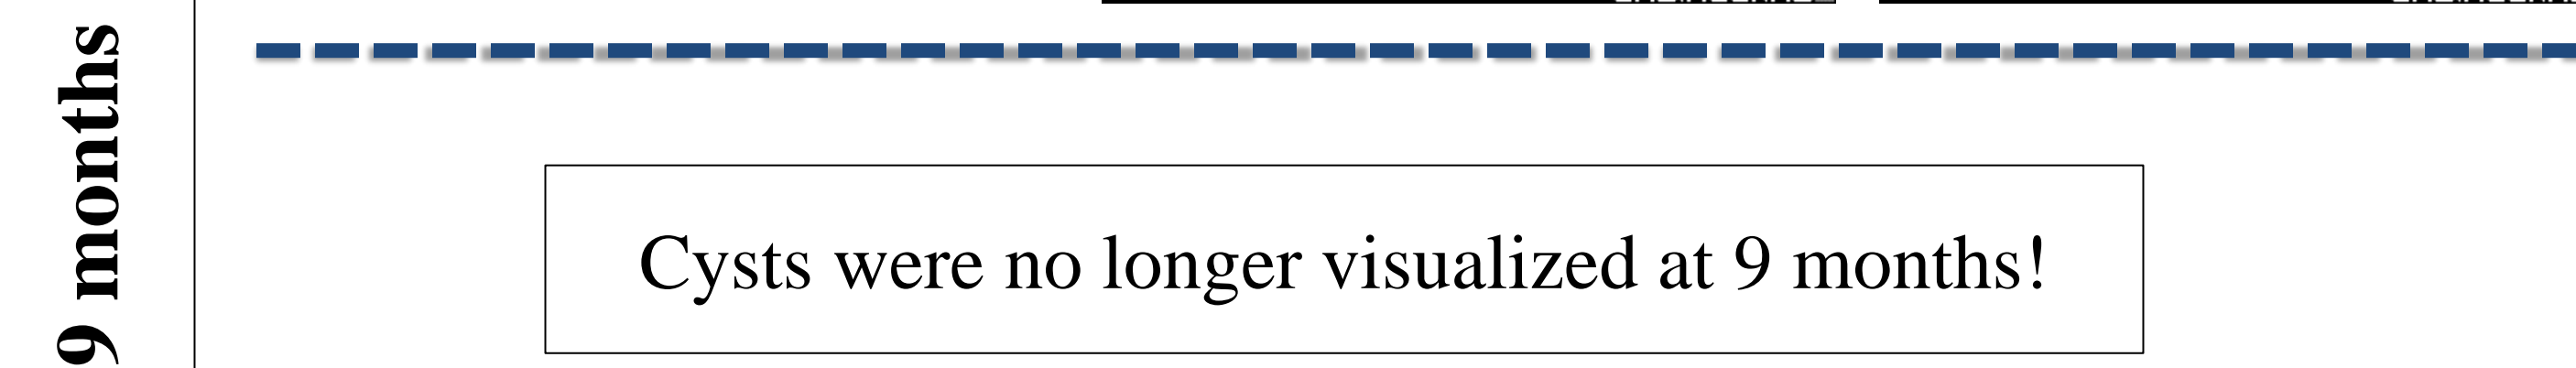 9 months
Cysts were no longer visualized at 9 months!